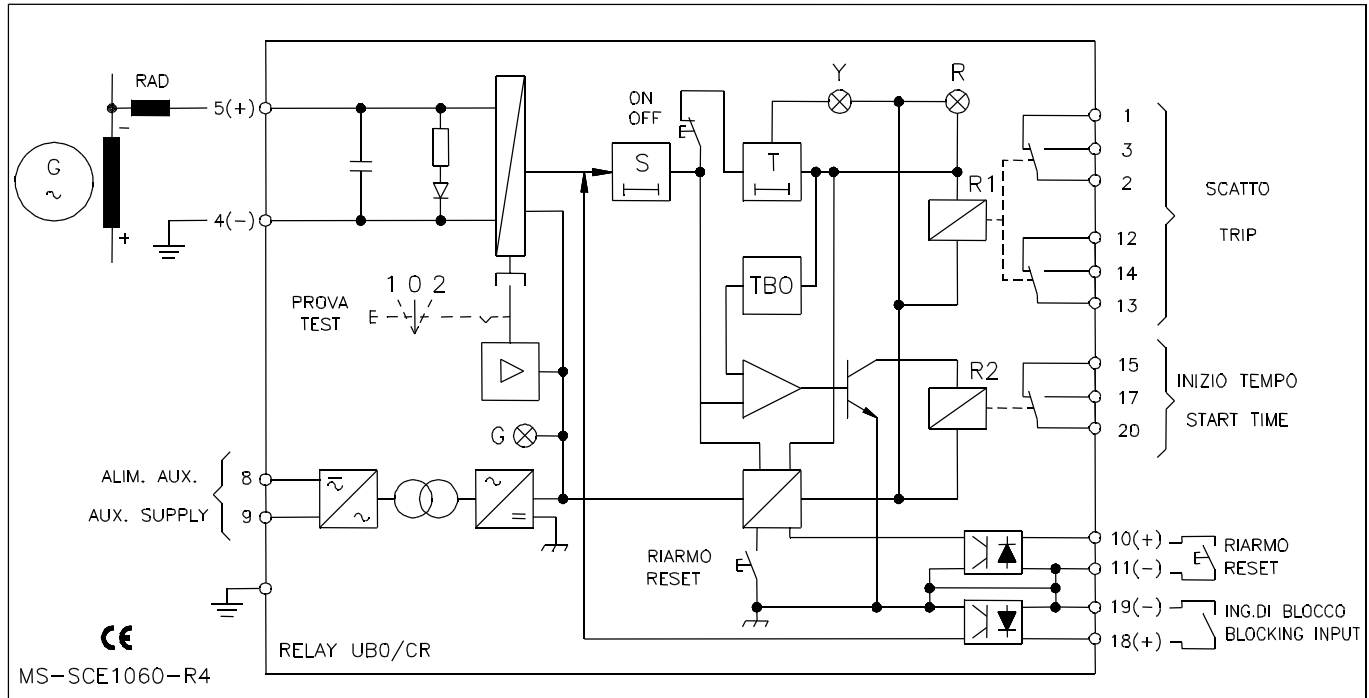 RAD
5(+)
−
G
~
+
4(−)
ON
OFF
S
T
Y
R
R1
1
3
2
12
14
13
SCATTO
TRIP
1 0 2
PROVA
TEST
TBO
R2
15
17
20
INIZIO TEMPO
START TIME
G
ALIM. AUX.
AUX. SUPPLY
8
9
~
~
~
=
RIARMO
RESET
10(+)
11(−)
RIARMO
RESET
19(−)
18(+)
ING.DI BLOCCO
BLOCKING INPUT
CE
MS-SCE1060-R4
RELAY UB0/CR